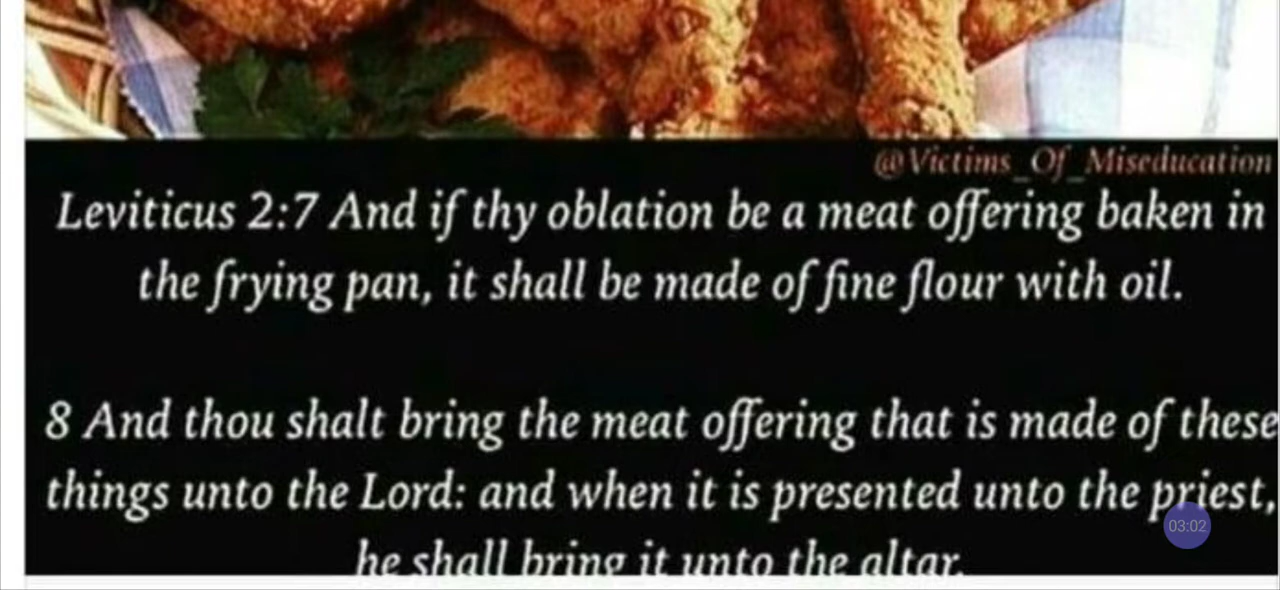 @Victims_Of_Miseducation
Leviticus 2:7 And if thy oblation be a meat offering baken in
the frying pan, it shall be made of fine flour with oil.
8 And thou shalt bring the meat offering that is made of these
things unto the Lord: and when it is presented unto the priest,
03:02
he shall bring it unto the altar.